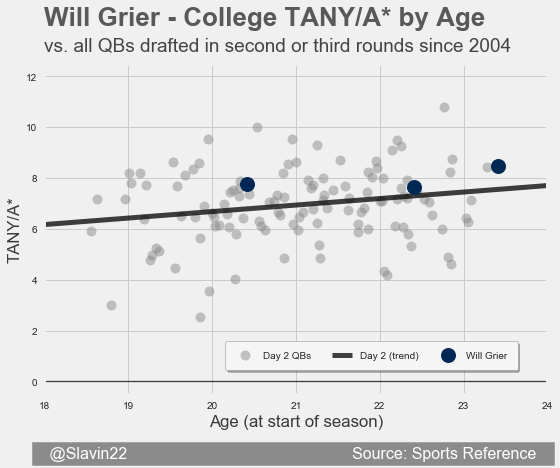 Will Grier - College TANY/A* by Age
vs. all QBs drafted in second or third rounds since 2004
12
10
8
6
4
2
0
TANY/A*
Day 2 QBs
Day 2 (trend)
Will Grier
18
19
20
21
22
23
24
Age (at start of season)
@Slavin22
Source: Sports Reference